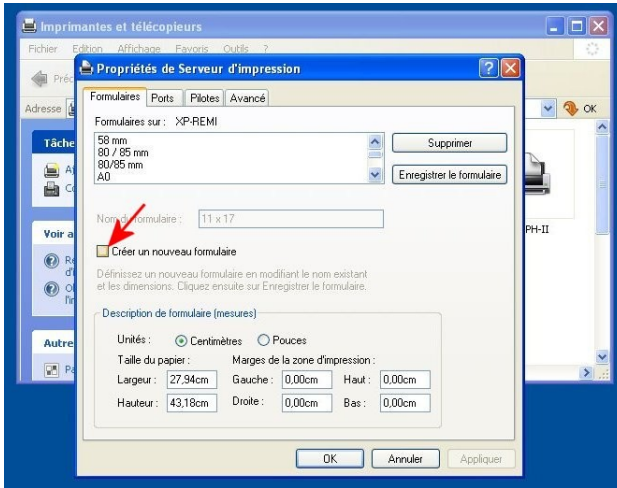 Imprimantes et télécopieurs
Fichier Edition Affichage Favoris Outils ?
Préc
Adresse OK
Propriétés de Serveur d'impression
Formulaires Ports Pilotes Avancé
Formulaires sur : XP-REMI
58 mm
80 / 85 mm
80/85 mm
A0
Supprimer
Enregistrer le formulaire
Nom du formulaire : 11 x 17
Créer un nouveau formulaire
Définissez un nouveau formulaire en modifiant le nom existant
et les dimensions. Cliquez ensuite sur Enregistrer le formulaire.
Description de formulaire (mesures)
Unités : Centimètres Pouces
Taille du papier : Marges de la zone d'impression :
Largeur : 27,94cm Gauche : 0,00cm Haut : 0,00cm
Hauteur : 43,18cm Droite : 0,00cm Bas : 0,00cm
OK Annuler Appliquer
Tâche
Voir a
Autre
PH-II